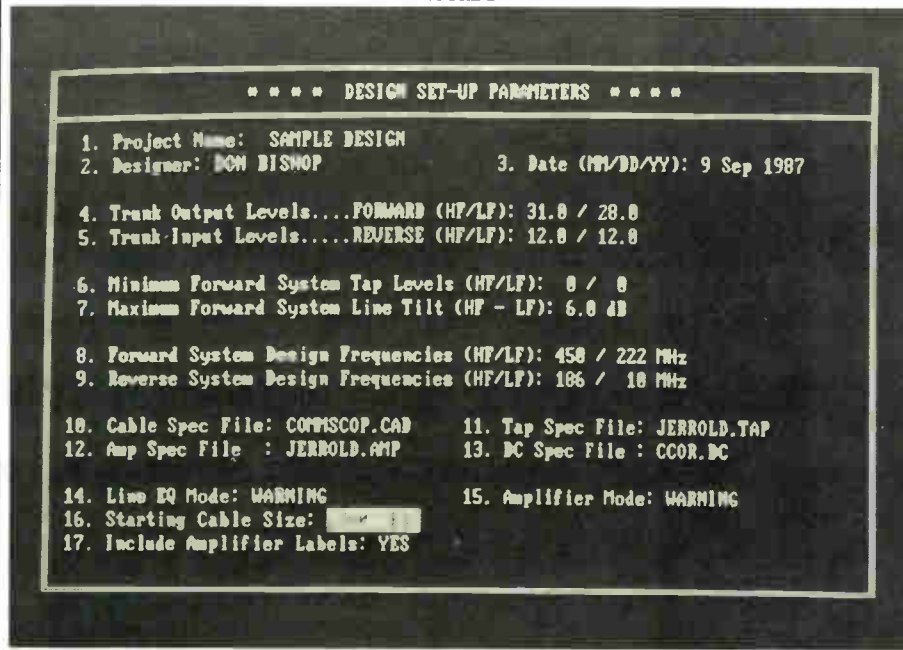 * * * * DESIGN SET-UP PARAMETERS * * * *
1. Project Name: SAMPLE DESIGN
2. Designer: DON BISHOP 3. Date (MM/DD/YY): 9 Sep 1987
4. Trunk Output Levels....FORWARD (HF/LF): 31.0 / 28.0
5. Trunk Input Levels.....REVERSE (HF/LF): 12.0 / 12.0
6. Minimum Forward System Tap Levels (HF/LF): 0 / 0
7. Maximum Forward System Line Tilt (HF - LF): 6.0 dB
8. Forward System Design Frequencies (HF/LF): 450 / 222 MHz
9. Reverse System Design Frequencies (HF/LF): 186 / 10 MHz
10. Cable Spec File: COMMSCOP.CAB 11. Tap Spec File: JERROLD.TAP
12. Amp Spec File : JERROLD.AMP 13. DC Spec File : CCOR.DC
14. Line EQ Mode: WARNING 15. Amplifier Mode: WARNING
16. Starting Cable Size:
17. Include Amplifier Labels: YES